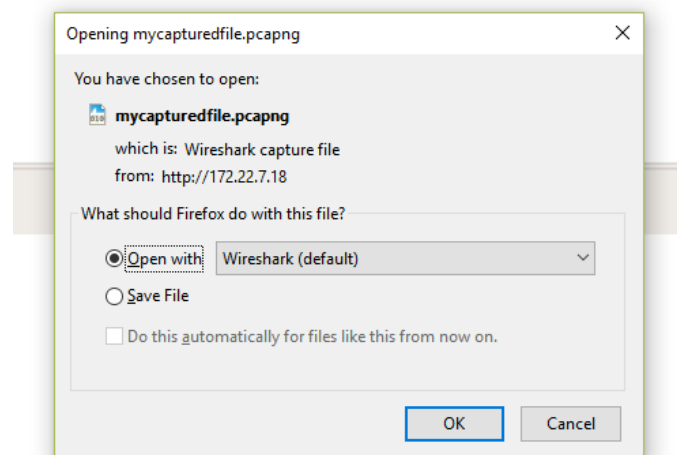 Opening mycapturedfile.pcapng
You have chosen to open:
mycapturedfile.pcapng
which is: Wireshark capture file
from: http://172.22.7.18
What should Firefox do with this file?
Open with Wireshark (default)
Save File
Do this automatically for files like this from now on.
OK Cancel